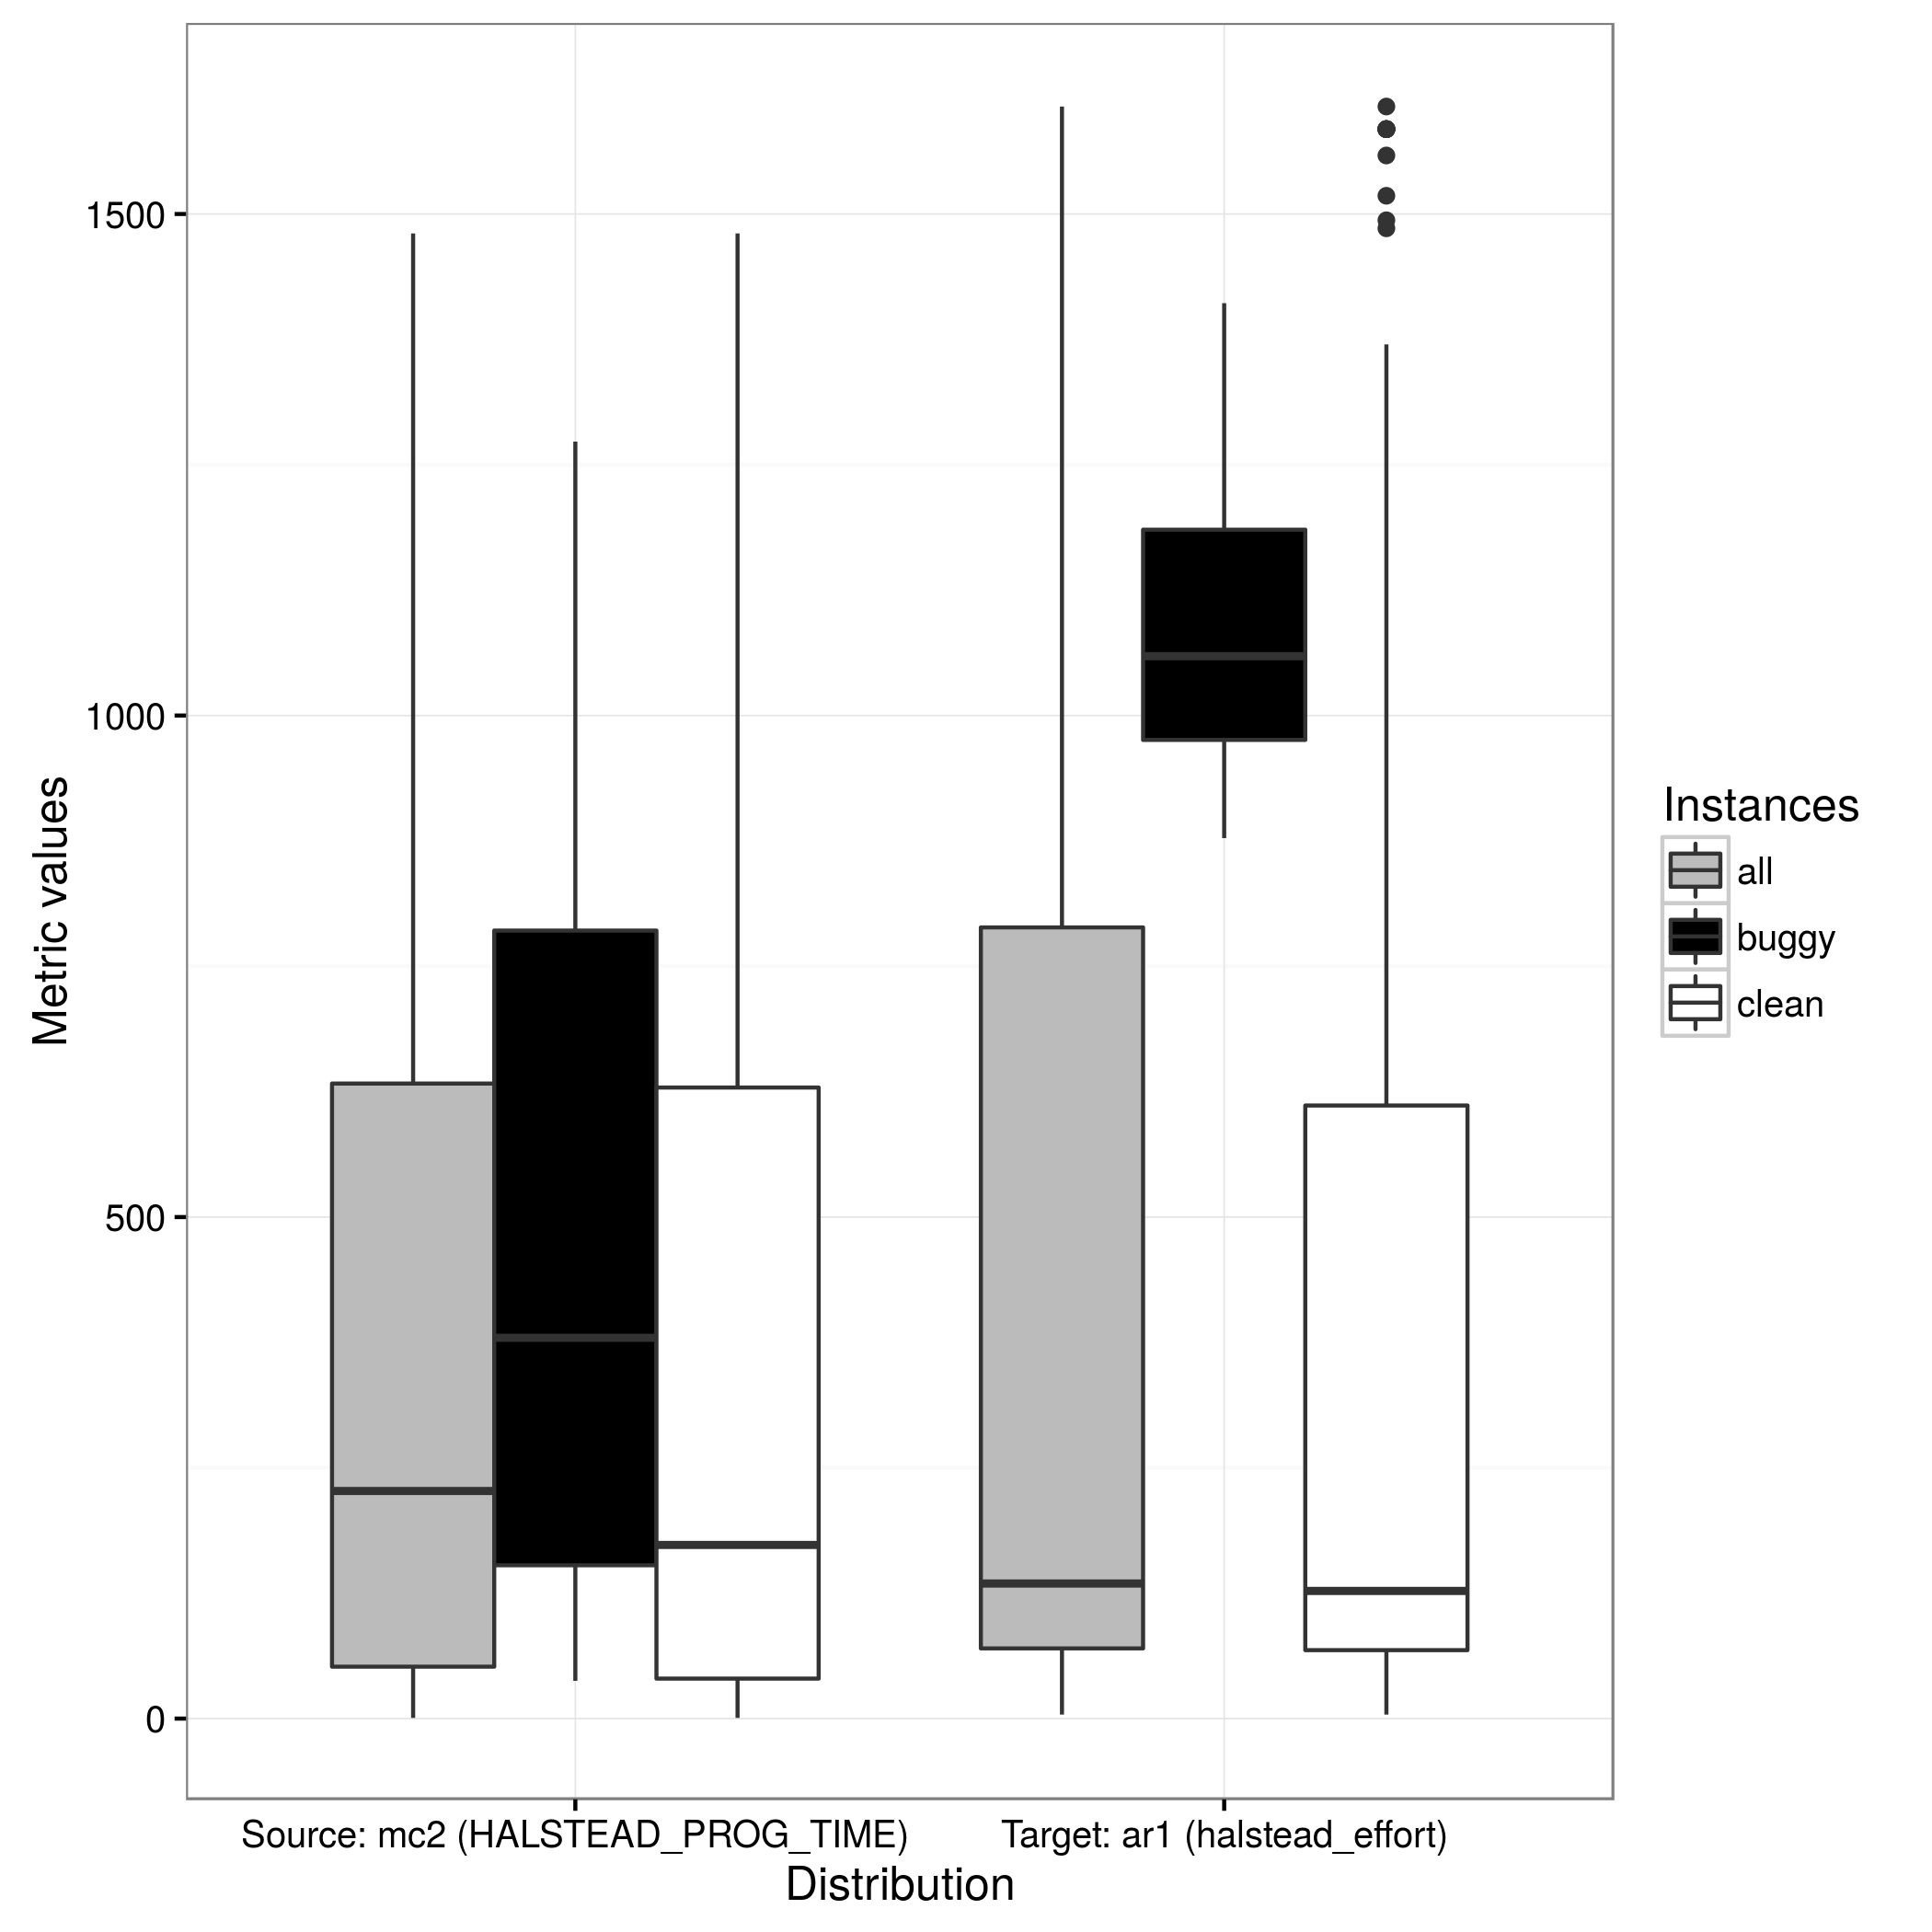 1500
1000
500
0
Metric values
Source: mc2 (HALSTEAD_PROG_TIME)
Target: ar1 (halstead_effort)
Distribution
Instances
all
buggy
clean